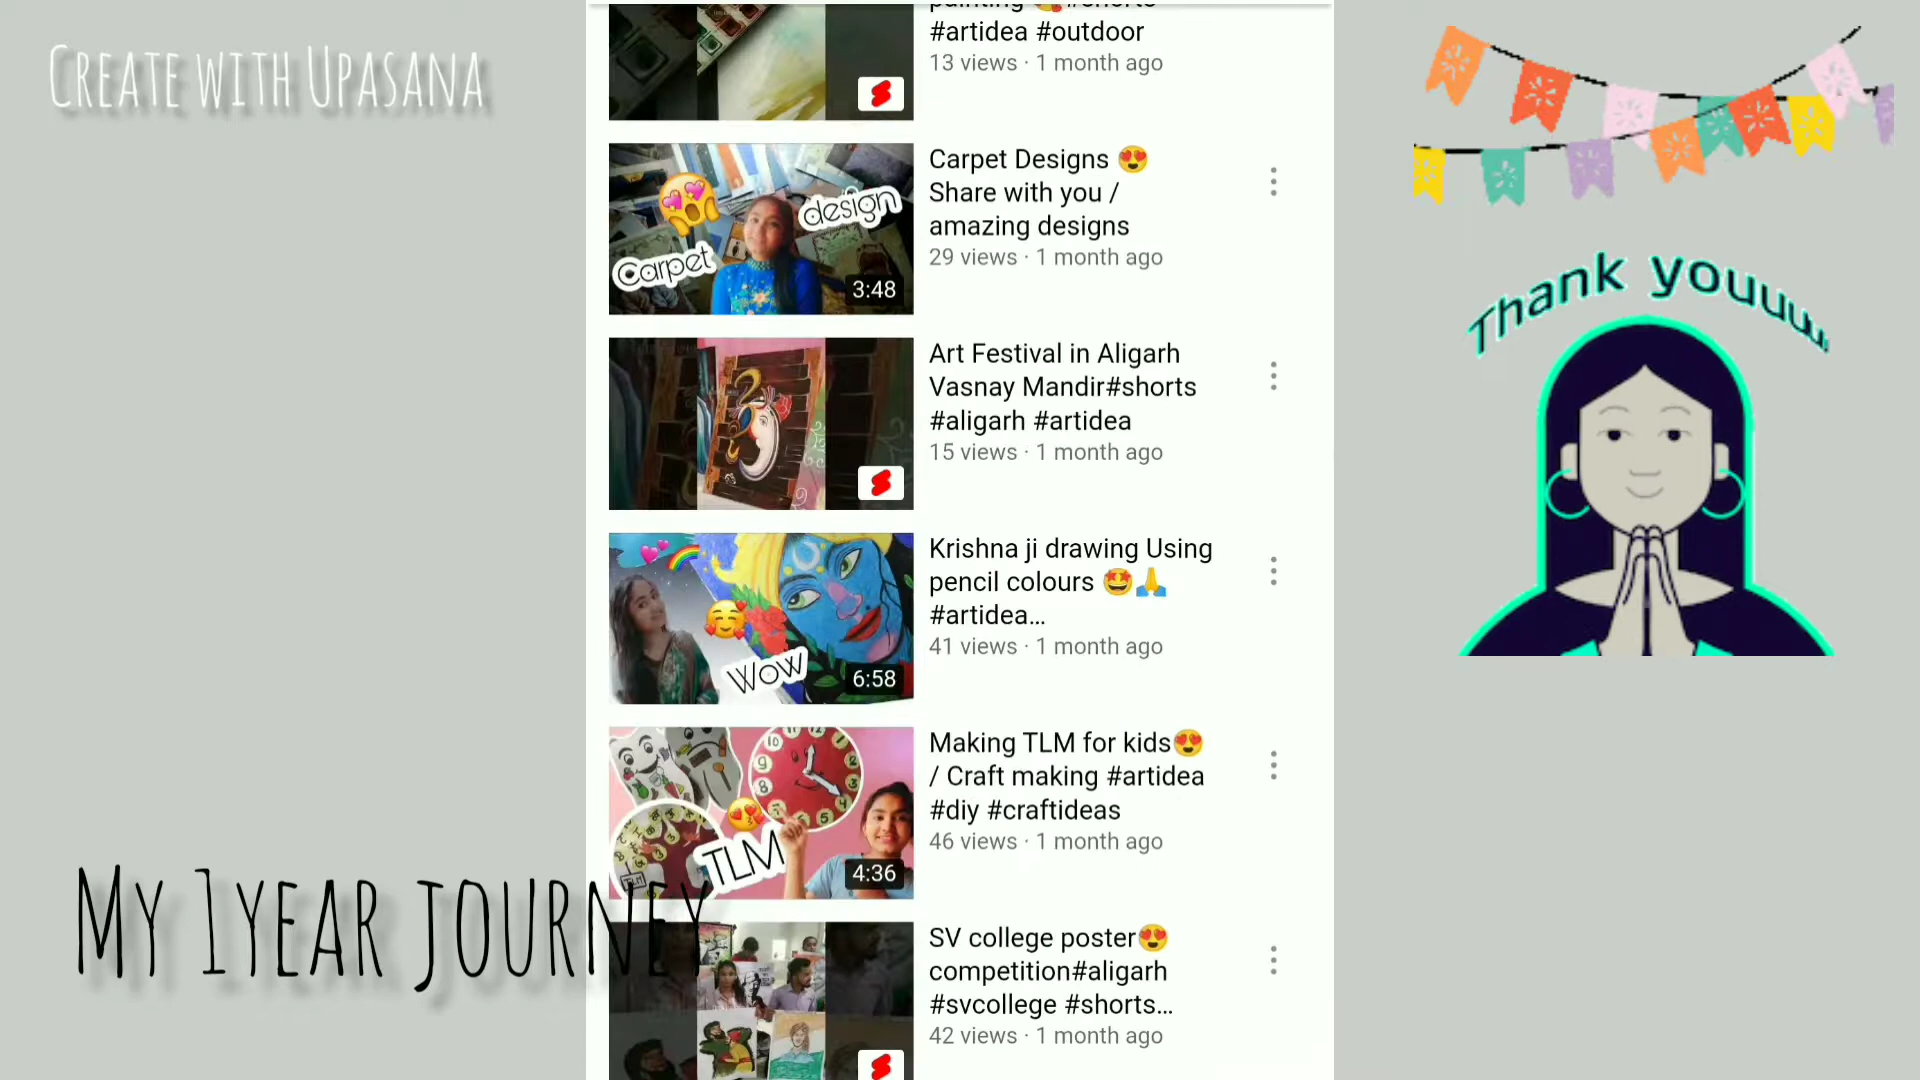 CREATE WITH UPASANA
#artidea #outdoor
13 views · 1 month ago
Carpet design
3:48
Carpet Designs 😍
Share with you /
amazing designs
29 views · 1 month ago
Art Festival in Aligarh
Vasnay Mandir#shorts
#aligarh #artidea
15 views · 1 month ago
Wow
6:58
Krishna ji drawing Using
pencil colours 🤩🙏
#artidea...
41 views · 1 month ago
TLM
4:36
Making TLM for kids😍
/ Craft making #artidea
#diy #craftideas
46 views · 1 month ago
SV college poster😍
competition#aligarh
#svcollege #shorts...
42 views · 1 month ago
Thank youuuu
MY 1YEAR JOURNEY